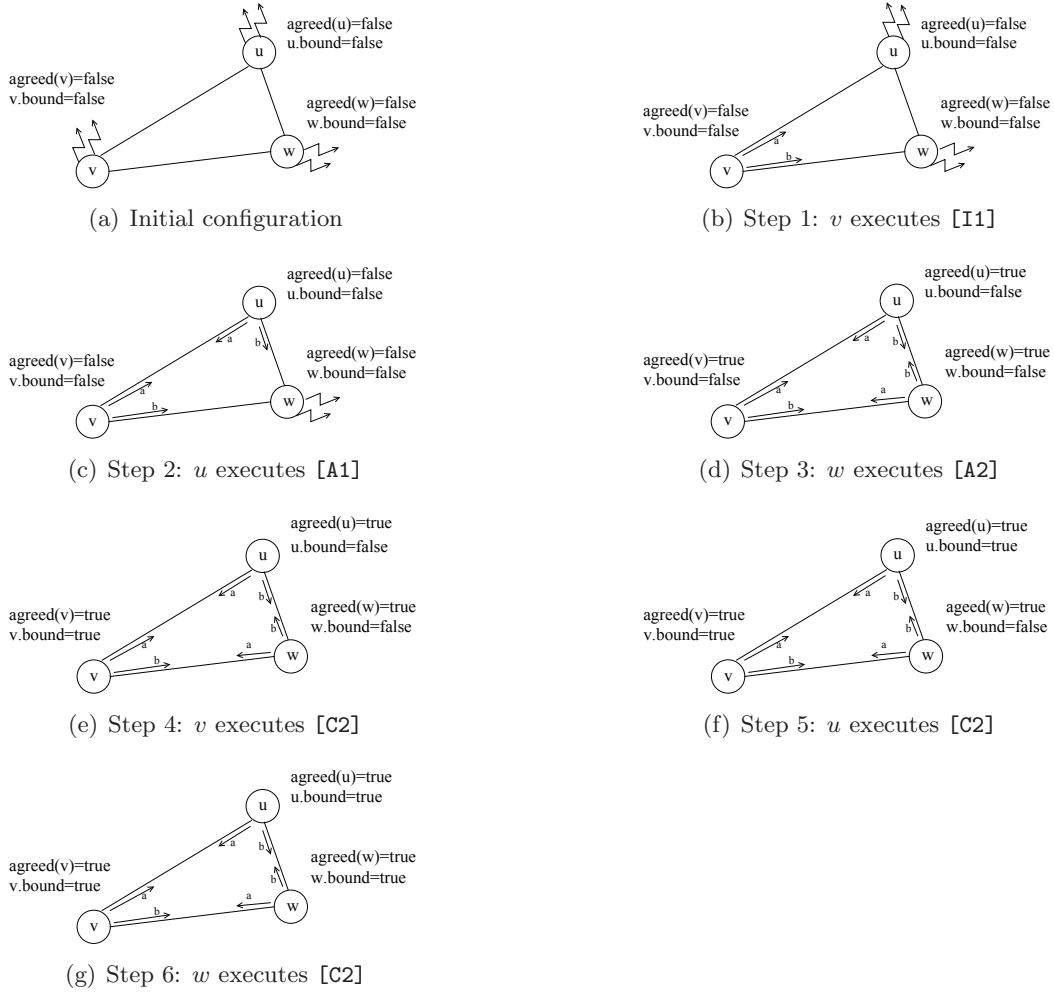 agreed(u)=false
u.bound=false
u
agreed(v)=false
v.bound=false
agreed(w)=false
w.bound=false
v
w
(a) Initial configuration
agreed(u)=false
u.bound=false
u
agreed(v)=false
v.bound=false
agreed(w)=false
w.bound=false
a
b
v
w
(b) Step 1: v executes [I1]
agreed(u)=false
u.bound=false
u
a
b
agreed(v)=false
v.bound=false
agreed(w)=false
w.bound=false
a
b
v
w
(c) Step 2: u executes [A1]
agreed(u)=true
u.bound=false
u
a
b
agreed(v)=true
v.bound=false
agreed(w)=true
w.bound=false
a
b
b
a
v
w
(d) Step 3: w executes [A2]
agreed(u)=true
u.bound=false
u
a
b
agreed(v)=true
v.bound=true
agreed(w)=true
w.bound=false
a
b
b
a
v
w
(e) Step 4: v executes [C2]
agreed(u)=true
u.bound=true
u
a
b
agreed(v)=true
v.bound=true
ageed(w)=true
w.bound=false
a
b
b
a
v
w
(f) Step 5: u executes [C2]
agreed(u)=true
u.bound=true
u
a
b
agreed(v)=true
v.bound=true
agreed(w)=true
w.bound=true
a
b
b
a
v
w
(g) Step 6: w executes [C2]